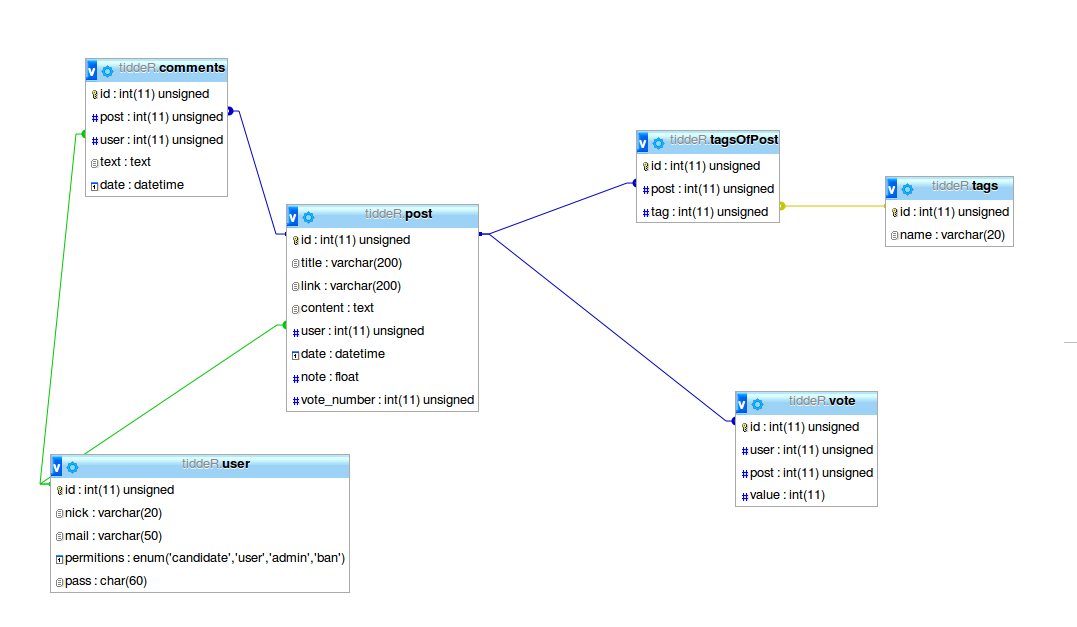 tiddeR.comments
id : int(11) unsigned
post : int(11) unsigned
user : int(11) unsigned
text : text
date : datetime
tiddeR.post
id : int(11) unsigned
title : varchar(200)
link : varchar(200)
content : text
user : int(11) unsigned
date : datetime
note : float
vote_number : int(11) unsigned
tiddeR.user
id : int(11) unsigned
nick : varchar(20)
mail : varchar(50)
permitions : enum('candidate','user','admin','ban')
pass : char(60)
tiddeR.tagsOfPost
id : int(11) unsigned
post : int(11) unsigned
tag : int(11) unsigned
tiddeR.tags
id : int(11) unsigned
name : varchar(20)
tiddeR.vote
id : int(11) unsigned
user : int(11) unsigned
post : int(11) unsigned
value : int(11)